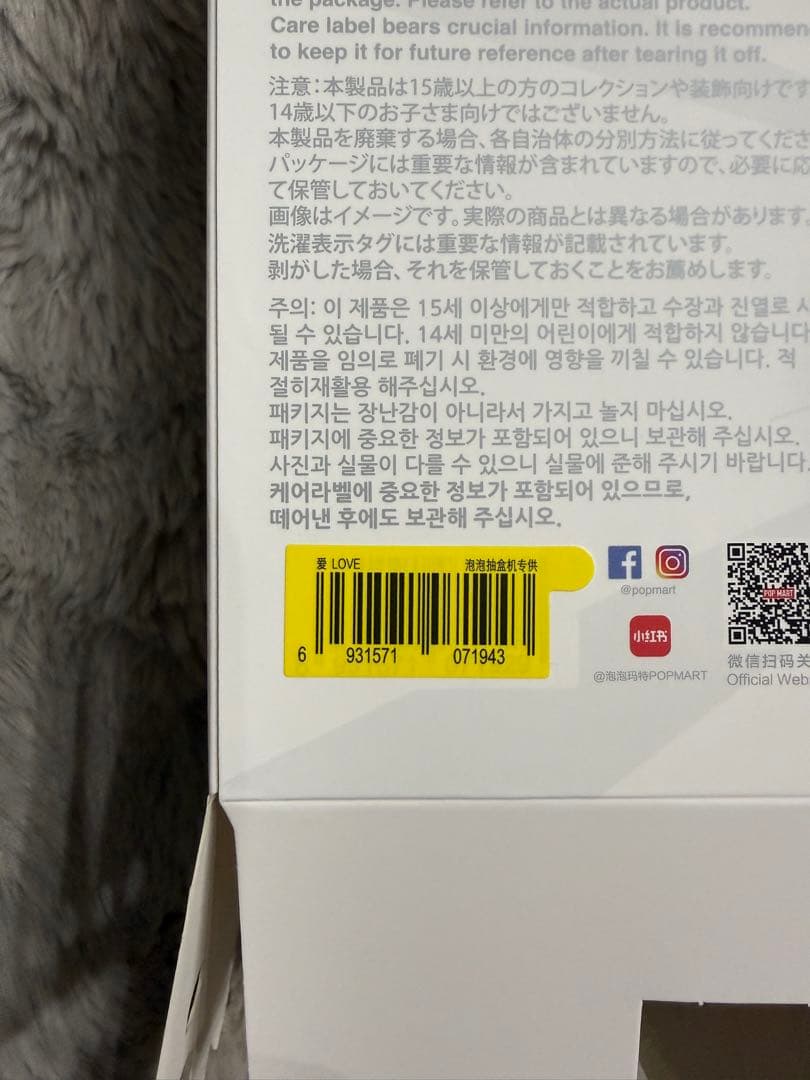 the package. Please refer to the actual product.
Care label bears crucial information. It is recommen
to keep it for future reference after tearing it off.
注意：本製品は15歳以上の方のコレクションや装飾向けです
14歳以下のお子さま向けではございません。
本製品を廃棄する場合、各自治体の分別方法に従ってくださ
パッケージには重要な情報が含まれていますので、必要に応
て保管しておいてください。
画像はイメージです。実際の商品とは異なる場合があります。
洗濯表示タグには重要な情報が記載されています。
剥がした場合、それを保管しておくことをお薦めします。
주의: 이 제품은 15세 이상에게만 적합하고 수장과 진열로 사
될 수 있습니다. 14세 미만의 어린이에게 적합하지 않습니다
제품을 임의로 폐기 시 환경에 영향을 끼칠 수 있습니다. 적
절히재활용 해주십시오.
패키지는 장난감이 아니라서 가지고 놀지 마십시오.
패키지에 중요한 정보가 포함되어 있으니 보관해 주십시오.
사진과 실물이 다를 수 있으니 실물에 준해 주시기 바랍니다.
케어라벨에 중요한 정보가 포함되어 있으므로,
떼어낸 후에도 보관해 주십시오.
爱 LOVE 泡泡抽盒机专供
6 931571 071943
@popmart
小红书
@泡泡玛特POPMART
POP MART
微信扫码关
Official Web